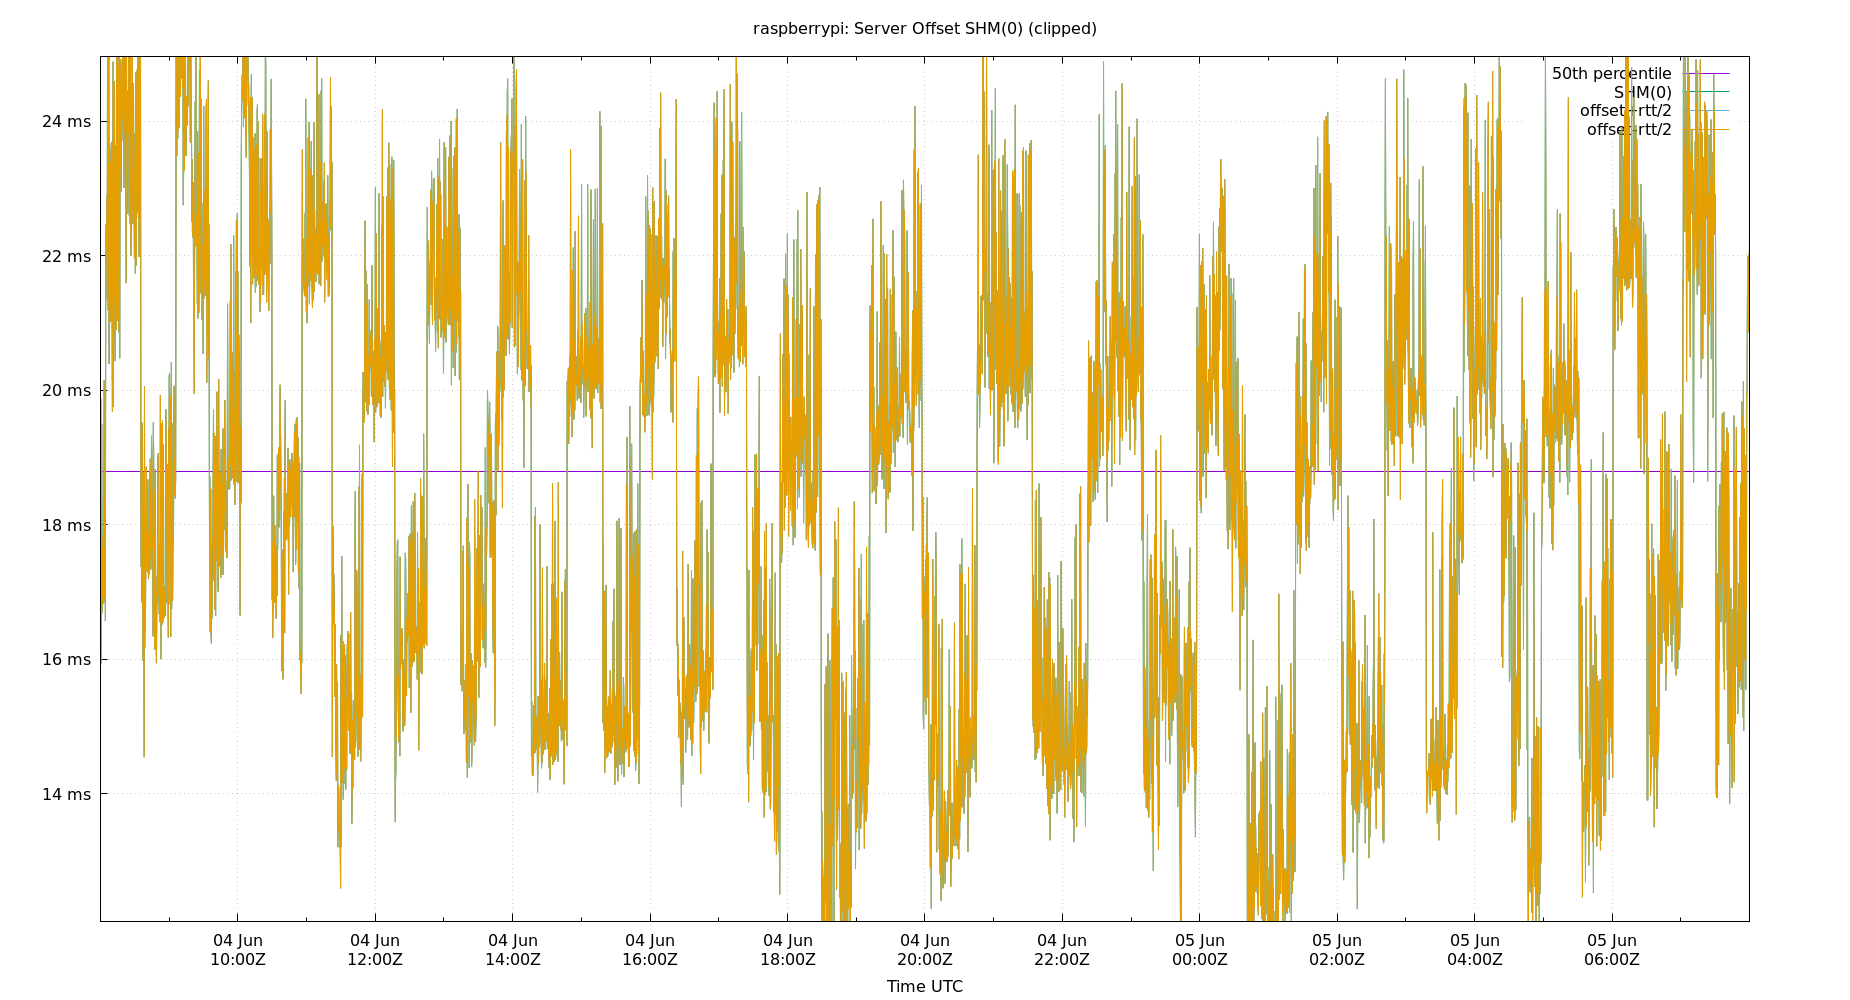 raspberrypi: Server Offset SHM(0) (clipped)
50th percentile
SHM(0)
offset+rtt/2
offset-rtt/2
24 ms
22 ms
20 ms
18 ms
16 ms
14 ms
04 Jun 04 Jun 04 Jun 04 Jun 04 Jun 04 Jun 04 Jun 05 Jun 05 Jun 05 Jun 05 Jun
10:00Z 12:00Z 14:00Z 16:00Z 18:00Z 20:00Z 22:00Z 00:00Z 02:00Z 04:00Z 06:00Z
Time UTC